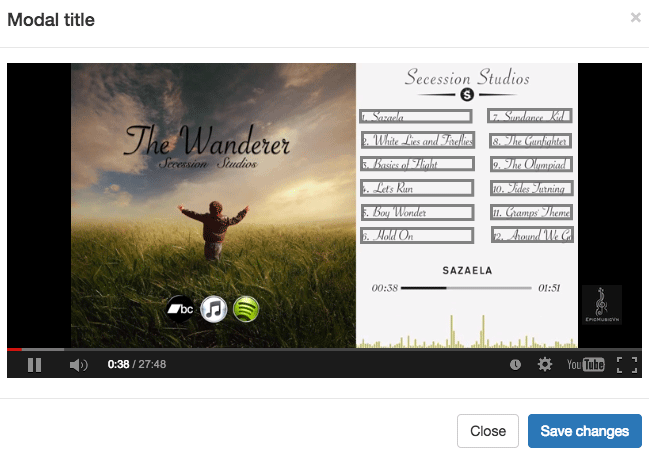 Modal title
×
The Wanderer
Secession Studios
bc
Secession Studios
S
1. Sazaela
2. White Lies and Fireflies
3. Basics of Flight
4. Let's Run
5. Boy Wonder
6. Hold On
7. Sundance Kid
8. The Gunfighter
9. The Olympiad
10. Tides Turning
11. Gramps' Theme
12. Around We Go
SAZAELA
00:38
01:51
EPICMUSICVN
0:38 / 27:48
YouTube
Close
Save changes